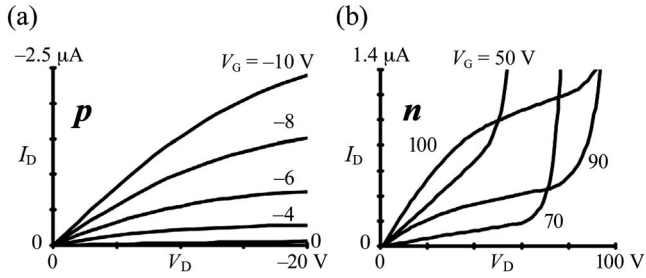 (a)
−2.5 μA
V_G = −10 V
p
−8
I_D
−6
−4
0
0
V_D
−20 V
(b)
1.4 μA
V_G = 50 V
n
100
I_D
90
70
0
0
V_D
100 V